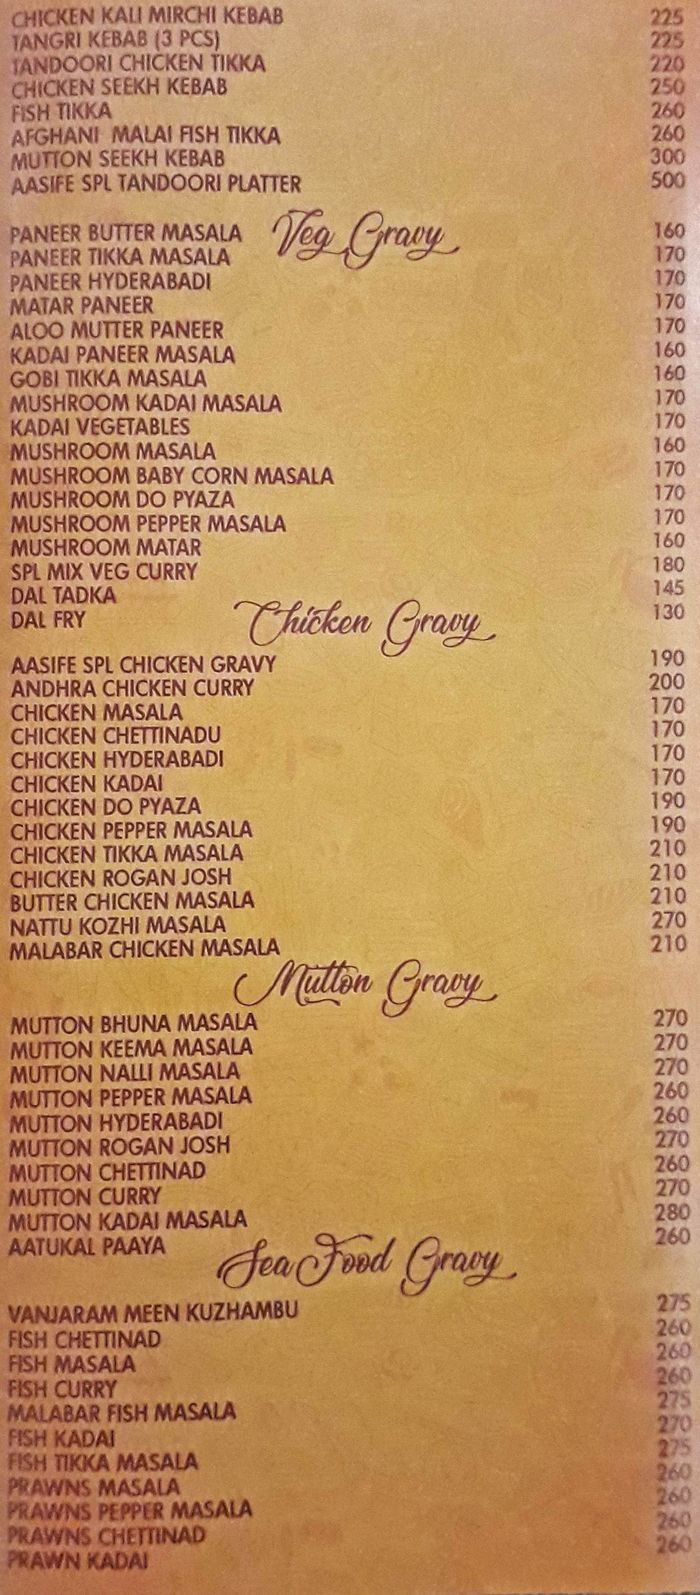 CHICKEN KALI MIRCHI KEBAB 225
TANGRI KEBAB (3 PCS) 225
TANDOORI CHICKEN TIKKA 220
CHICKEN SEEKH KEBAB 250
FISH TIKKA 260
AFGHANI MALAI FISH TIKKA 260
MUTTON SEEKH KEBAB 300
AASIFE SPL TANDOORI PLATTER 500
Veg Gravy
PANEER BUTTER MASALA 160
PANEER TIKKA MASALA 170
PANEER HYDERABADI 170
MATAR PANEER 170
ALOO MUTTER PANEER 170
KADAI PANEER MASALA 160
GOBI TIKKA MASALA 160
MUSHROOM KADAI MASALA 170
KADAI VEGETABLES 170
MUSHROOM MASALA 160
MUSHROOM BABY CORN MASALA 170
MUSHROOM DO PYAZA 170
MUSHROOM PEPPER MASALA 170
MUSHROOM MATAR 160
SPL MIX VEG CURRY 180
DAL TADKA 145
DAL FRY 130
Chicken Gravy
AASIFE SPL CHICKEN GRAVY 190
ANDHRA CHICKEN CURRY 200
CHICKEN MASALA 170
CHICKEN CHETTINADU 170
CHICKEN HYDERABADI 170
CHICKEN KADAI 170
CHICKEN DO PYAZA 190
CHICKEN PEPPER MASALA 190
CHICKEN TIKKA MASALA 210
CHICKEN ROGAN JOSH 210
BUTTER CHICKEN MASALA 210
NATTU KOZHI MASALA 270
MALABAR CHICKEN MASALA 210
Mutton Gravy
MUTTON BHUNA MASALA 270
MUTTON KEEMA MASALA 270
MUTTON NALLI MASALA 270
MUTTON PEPPER MASALA 260
MUTTON HYDERABADI 260
MUTTON ROGAN JOSH 270
MUTTON CHETTINAD 260
MUTTON CURRY 270
MUTTON KADAI MASALA 280
AATUKAL PAAYA 260
Sea Food Gravy
VANJARAM MEEN KUZHAMBU 275
FISH CHETTINAD 260
FISH MASALA 260
FISH CURRY 260
MALABAR FISH MASALA 275
FISH KADAI 270
FISH TIKKA MASALA 275
PRAWNS MASALA 260
PRAWNS PEPPER MASALA 260
PRAWNS CHETTINAD 260
PRAWN KADAI 260